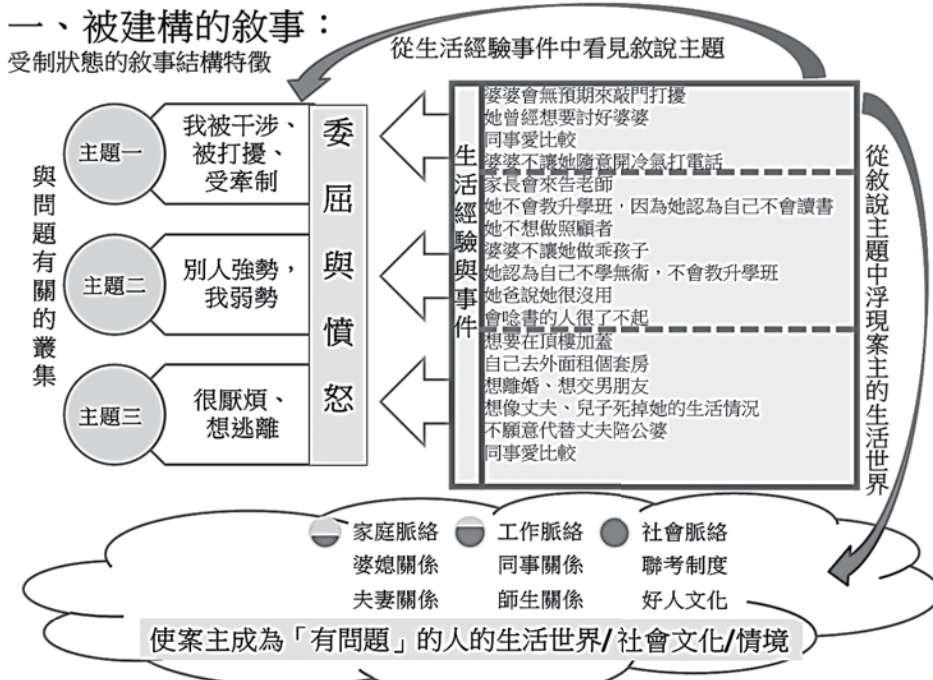 一、被建構的敘事：
受制狀態的敘事結構特徵
從生活經驗事件中看見敘說主題
與問題有關的叢集
主題一
我被干涉、
被打擾、
受牽制
主題二
別人強勢，
我弱勢
主題三
很厭煩、
想逃離
委屈與憤怒
生活經驗與事件
婆婆會無預期來敲門打擾
她曾經想要討好婆婆
同事愛比較
婆婆不讓她隨意開冷氣打電話
家長會來告老師
她不會教升學班，因為她認為自己不會讀書
她不想做照顧者
婆婆不讓她做乖孩子
她認為自己不學無術，不會教升學班
她爸說她很沒用
會唸書的人很了不起
想要在頂樓加蓋
自己去外面租個套房
想離婚、想交男朋友
想像丈夫、兒子死掉她的生活情況
不願意代替丈夫陪公婆
同事愛比較
從敘說主題中浮現案主的生活世界
家庭脈絡 工作脈絡 社會脈絡
婆媳關係 同事關係 聯考制度
夫妻關係 師生關係 好人文化
使案主成為「有問題」的人的生活世界/社會文化/情境